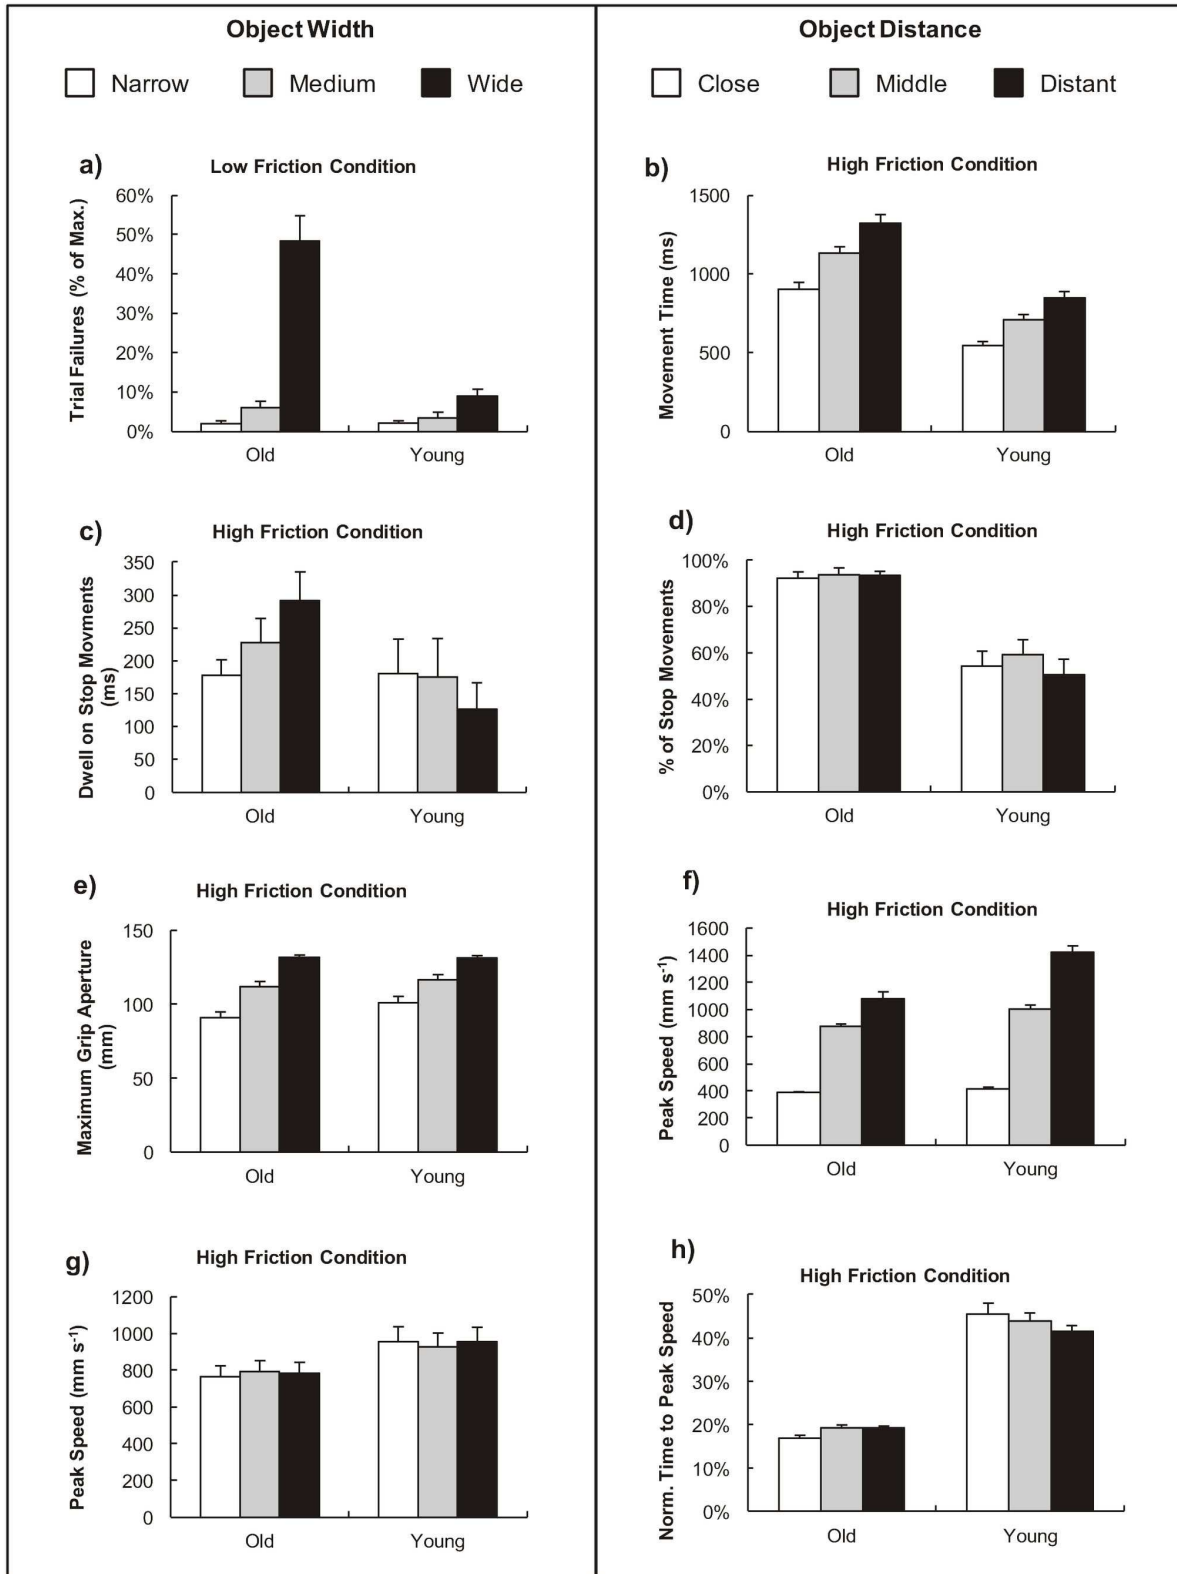 Object Width
Narrow Medium Wide
a)
Low Friction Condition
Trial Failures (% of Max.)
60%
50%
40%
30%
20%
10%
0%
Old Young
c)
High Friction Condition
Dwell on Stop Movments
(ms)
350
300
250
200
150
100
50
0
Old Young
e)
High Friction Condition
Maximum Grip Aperture
(mm)
150
100
50
0
Old Young
g)
High Friction Condition
Peak Speed (mm s-1)
1200
1000
800
600
400
200
0
Old Young
Object Distance
Close Middle Distant
b)
High Friction Condition
Movement Time (ms)
1500
1000
500
0
Old Young
d)
High Friction Condition
% of Stop Movements
100%
80%
60%
40%
20%
0%
Old Young
f)
High Friction Condition
Peak Speed (mm s-1)
1600
1400
1200
1000
800
600
400
200
0
Old Young
h)
High Friction Condition
Norm. Time to Peak Speed
50%
40%
30%
20%
10%
0%
Old Young